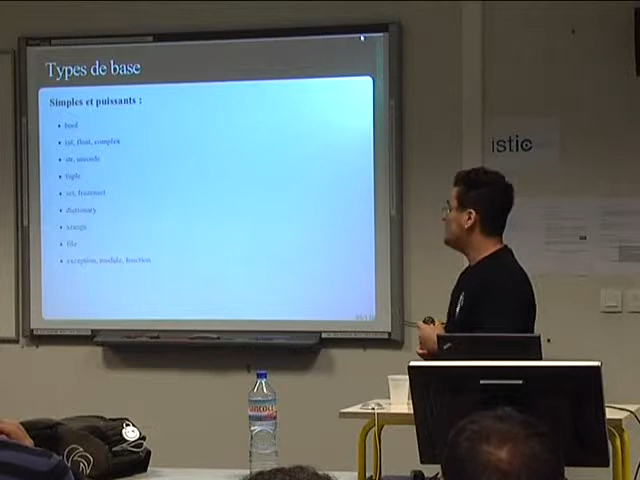 Types de base
Simples et puissants :
bool
int, float, complex
str, unicode
tuple
set, frozenset
dictionary
xrange
file
exception, module, fonction
istic